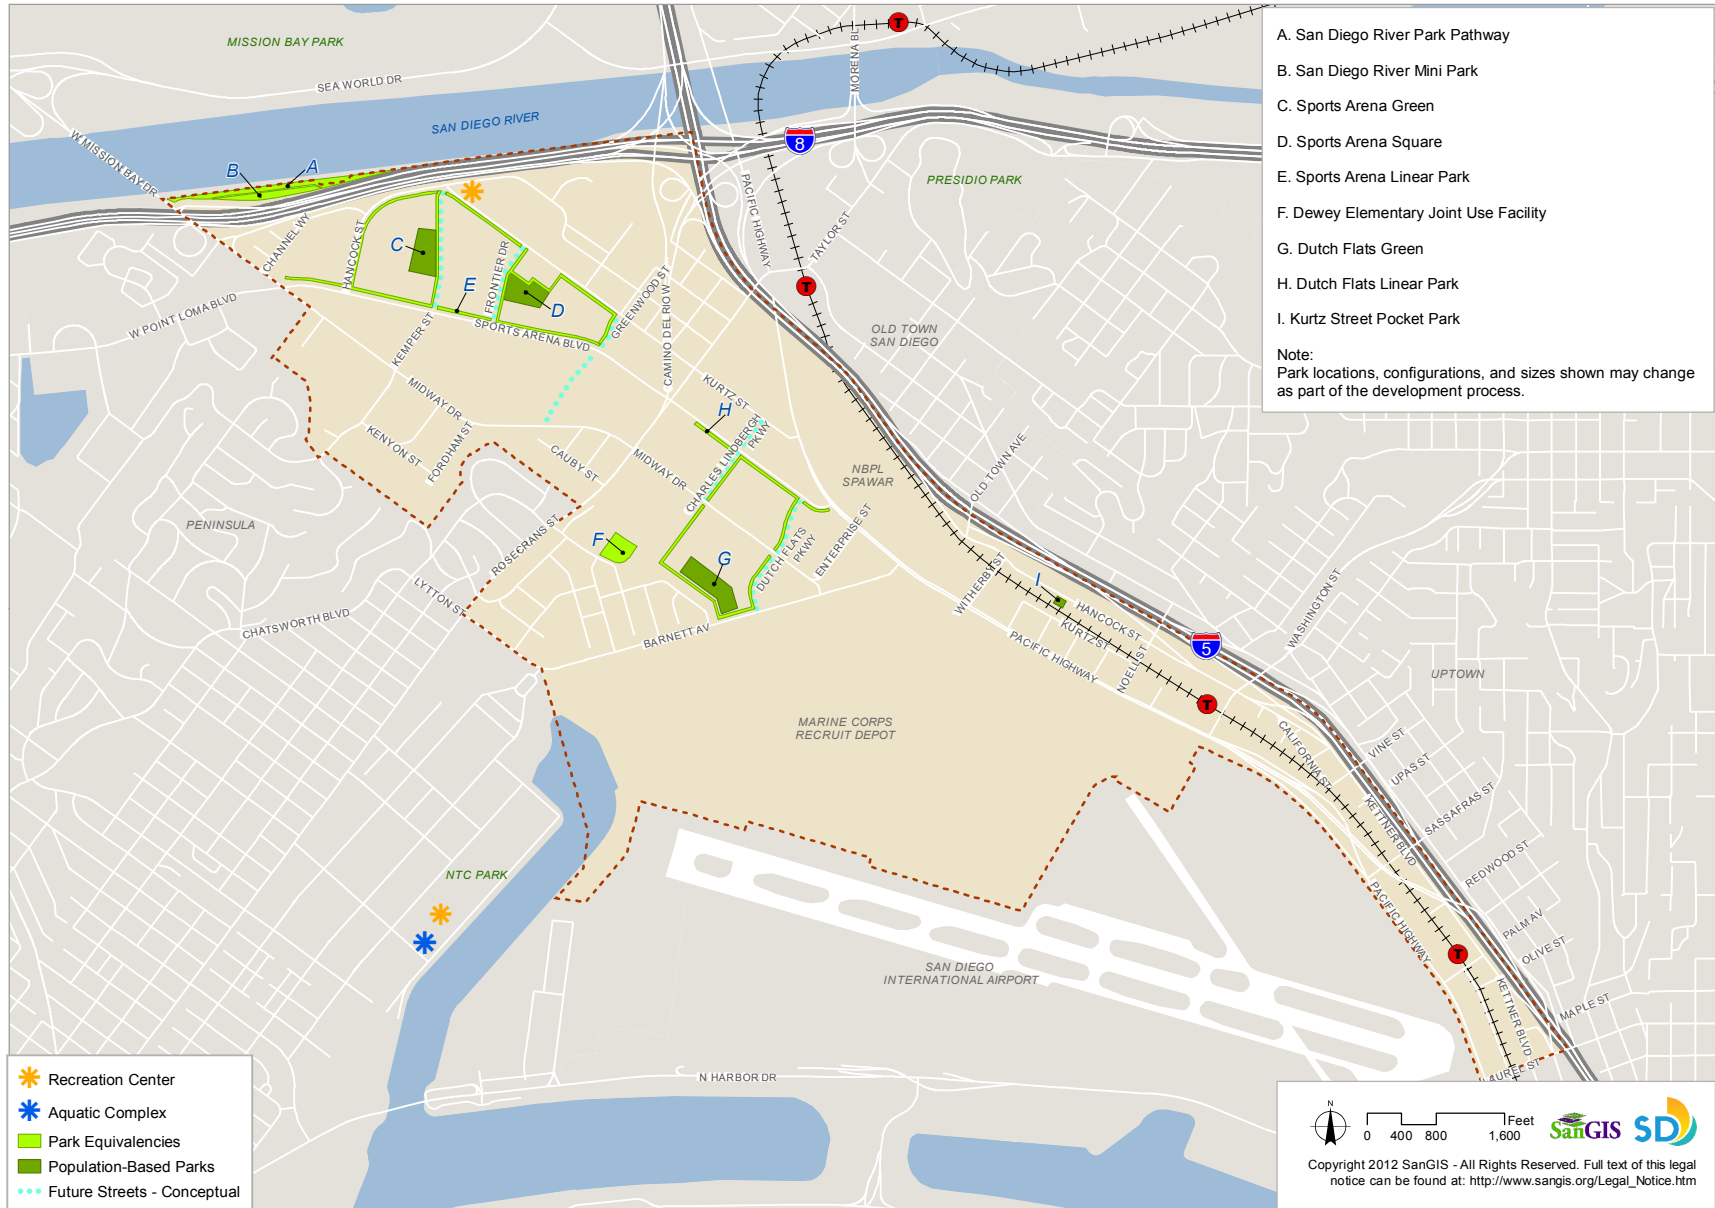 MISSION BAY PARK
SEA WORLD DR
SAN DIEGO RIVER
W MISSION BAY DR
MORENA BL
T
8
A. San Diego River Park Pathway
B. San Diego River Mini Park
C. Sports Arena Green
D. Sports Arena Square
E. Sports Arena Linear Park
F. Dewey Elementary Joint Use Facility
G. Dutch Flats Green
H. Dutch Flats Linear Park
I. Kurtz Street Pocket Park
Note:
Park locations, configurations, and sizes shown may change
as part of the development process.
B
A
PRESIDIO PARK
PACIFIC HIGHWAY
TAYLOR ST
CHANNEL WY
HANCOCK ST
C
FRONTIER DR
E
D
GREENWOOD ST
T
W POINT LOMA BLVD
KEMPER ST
SPORTS ARENA BLVD
CAMINO DEL RIO W
OLD TOWN
SAN DIEGO
MIDWAY DR
KURTZ ST
H
CHARLES LINDBERGH
PKWY
KENYON ST
FORDHAM ST
CAUBY ST
MIDWAY DR
NBPL
SPAWAR
OLD TOWN AVE
PENINSULA
ROSECRANS ST
F
G
DUTCH FLATS
PKWY
ENTERPRISE ST
LYTTON ST
CHATSWORTH BLVD
BARNETT AV
WITHERBY ST
I
HANCOCK ST
KURTZ ST
PACIFIC HIGHWAY
NOELL ST
5
WASHINGTON ST
UPTOWN
T
MARINE CORPS
RECRUIT DEPOT
CALIFORNIA ST
VINE ST
UPAS ST
SASSAFRAS ST
KETTNER BLVD
REDWOOD ST
NTC PARK
PACIFIC HIGHWAY
PALM AV
OLIVE ST
T
SAN DIEGO
INTERNATIONAL AIRPORT
KETTNER BLVD
MAPLE ST
AUREL ST
N HARBOR DR
Recreation Center
Aquatic Complex
Park Equivalencies
Population-Based Parks
Future Streets - Conceptual
N
Feet
0 400 800 1,600
SanGIS
SD
Copyright 2012 SanGIS - All Rights Reserved. Full text of this legal
notice can be found at: http://www.sangis.org/Legal_Notice.htm